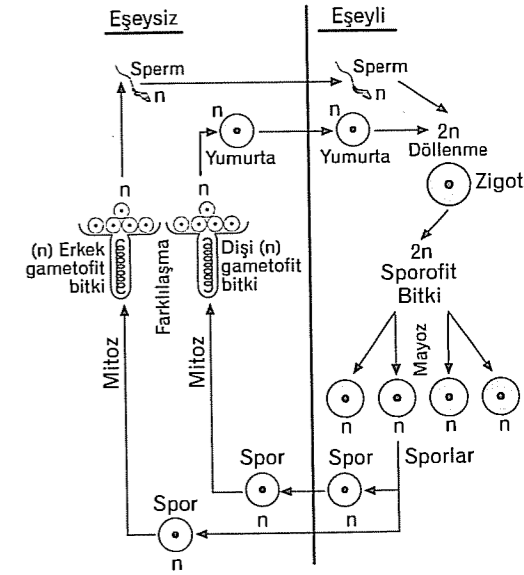 Eşeysiz
Eşeyli
Sperm
n
Sperm
n
n
Yumurta
n
Yumurta
2n
Döllenme
Zigot
n
n
(n) Erkek
gametofit
bitki
Farklılaşma
Dişi (n)
gametofit
bitki
2n
Sporofit
Bitki
Mitoz
Mitoz
Mayoz
n
n
n
n
Sporlar
Spor
n
Spor
n
Spor
n